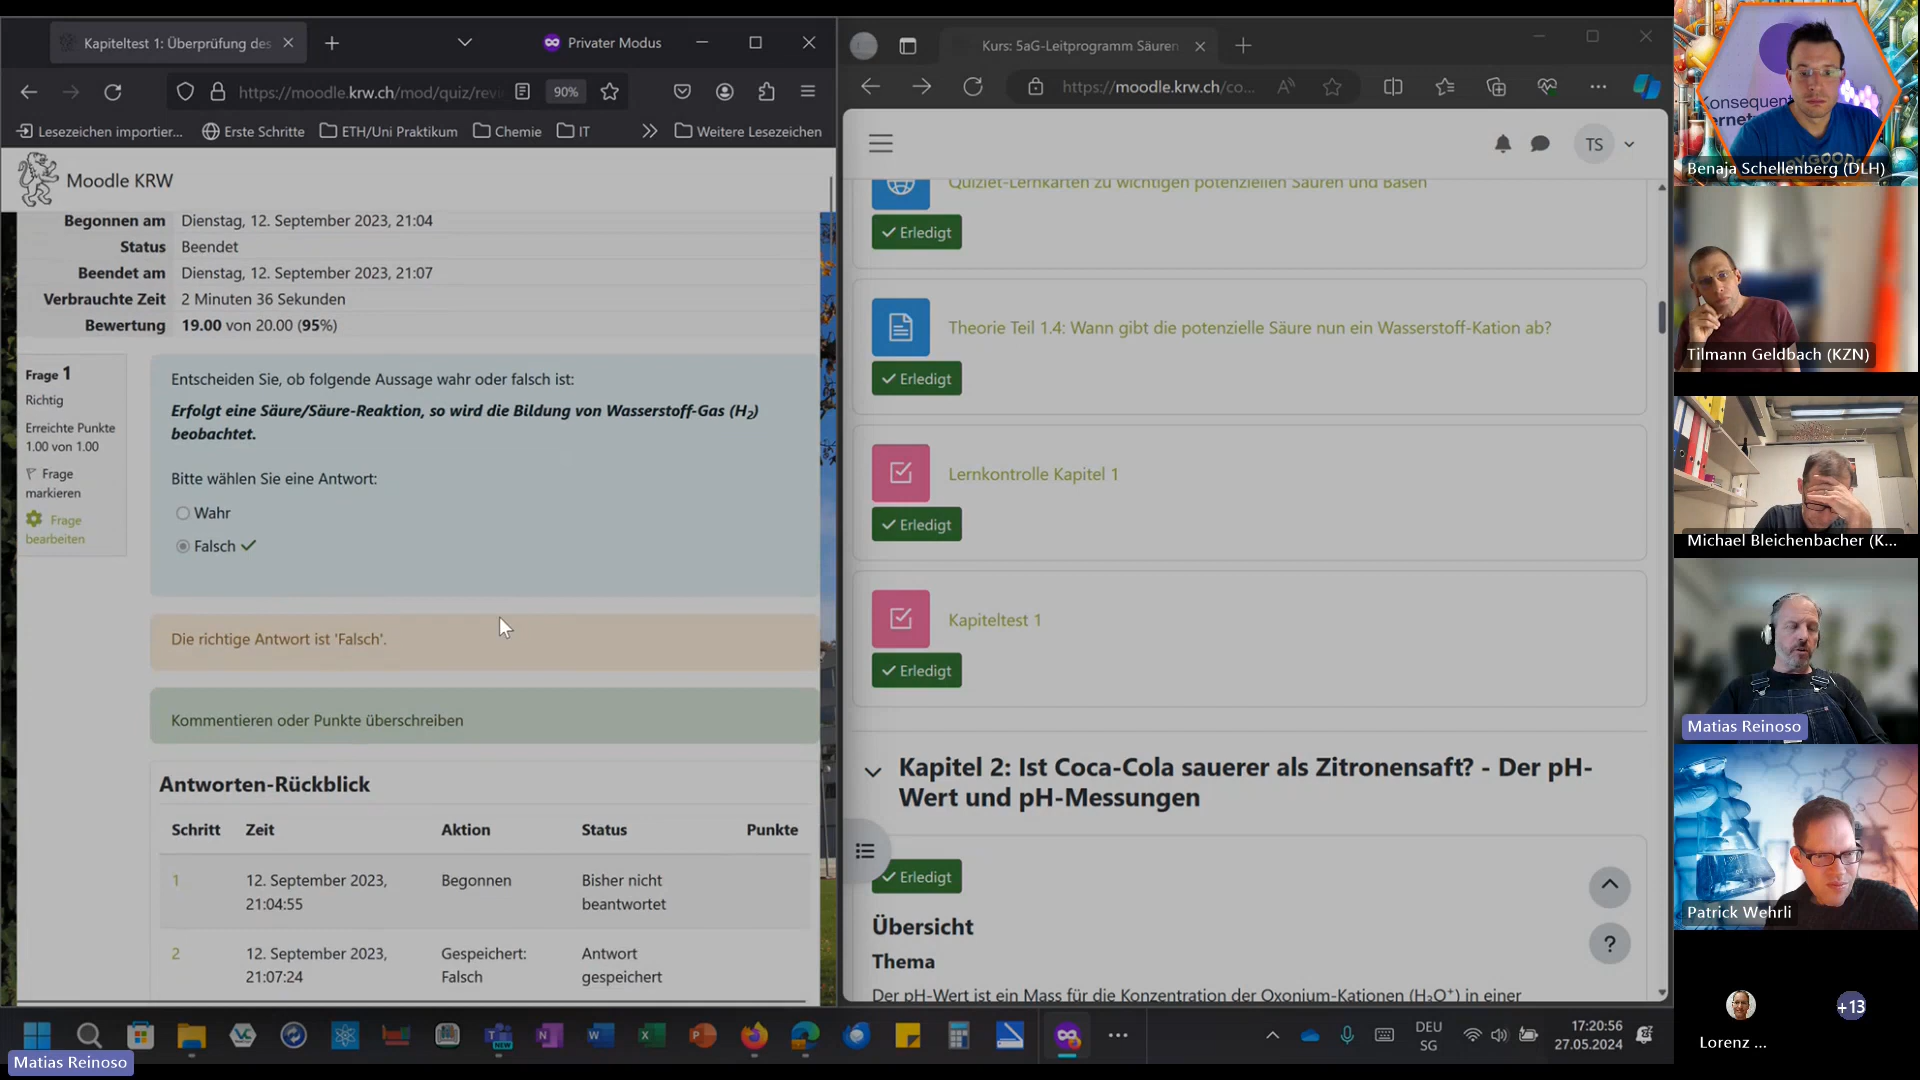 Kapiteltest 1: Überprüfung des
Privater Modus
https://moodle.krw.ch/mod/quiz/revi
90%
Lesezeichen importier...
Erste Schritte
ETH/Uni Praktikum
Chemie
IT
Weitere Lesezeichen
Moodle KRW
Begonnen am Dienstag, 12. September 2023, 21:04
Status Beendet
Beendet am Dienstag, 12. September 2023, 21:07
Verbrauchte Zeit 2 Minuten 36 Sekunden
Bewertung 19.00 von 20.00 (95%)
Frage 1
Richtig
Erreichte Punkte
1.00 von 1.00
Frage
markieren
Frage
bearbeiten
Entscheiden Sie, ob folgende Aussage wahr oder falsch ist:
Erfolgt eine Säure/Säure-Reaktion, so wird die Bildung von Wasserstoff-Gas (H2)
beobachtet.
Bitte wählen Sie eine Antwort:
Wahr
Falsch
Die richtige Antwort ist 'Falsch'.
Kommentieren oder Punkte überschreiben
Antworten-Rückblick
Schritt Zeit Aktion Status Punkte
1 12. September 2023, Begonnen Bisher nicht
21:04:55 beantwortet
2 12. September 2023, Gespeichert: Antwort
21:07:24 Falsch gespeichert
Kurs: 5aG-Leitprogramm Säuren
https://moodle.krw.ch/co...
TS
Quizlet-Lernkarten zu wichtigen potenziellen Säuren und Basen
Erledigt
Theorie Teil 1.4: Wann gibt die potenzielle Säure nun ein Wasserstoff-Kation ab?
Erledigt
Lernkontrolle Kapitel 1
Erledigt
Kapiteltest 1
Erledigt
Kapitel 2: Ist Coca-Cola sauerer als Zitronensaft? - Der pH-
Wert und pH-Messungen
Erledigt
Übersicht
Thema
Der pH-Wert ist ein Mass für die Konzentration der Oxonium-Kationen (H₃O⁺) in einer
?
DEU
SG
17:20:56
27.05.2024
Matias Reinoso
Konsequent
Benaja Schellenberg (DLH)
Tilmann Geldbach (KZN)
Michael Bleichenbacher (K...
Matias Reinoso
Patrick Wehrli
Lorenz ...
+13